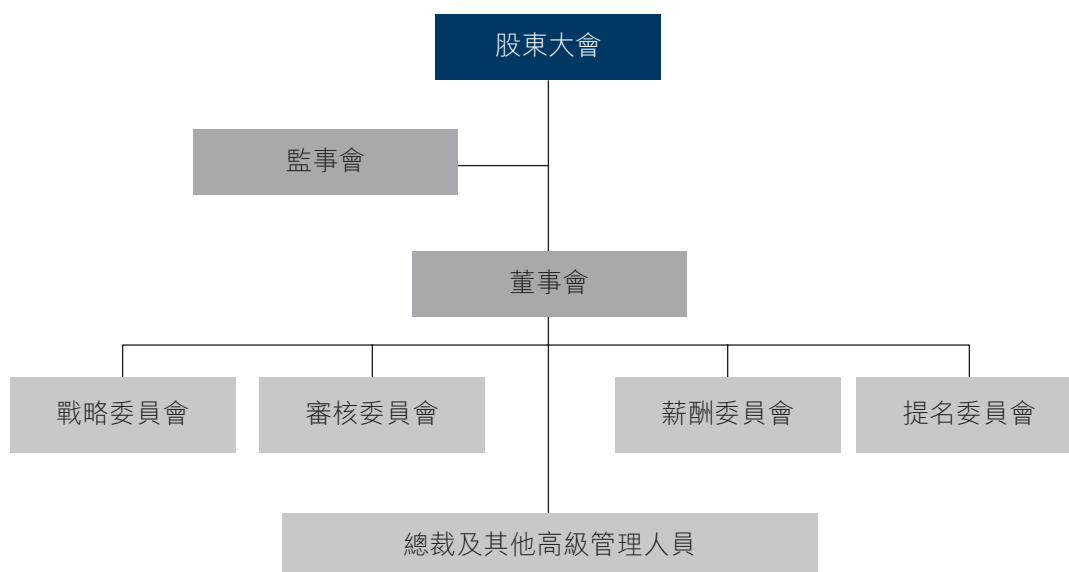 股東大會
監事會
董事會
戰略委員會
審核委員會
薪酬委員會
提名委員會
總裁及其他高級管理人員